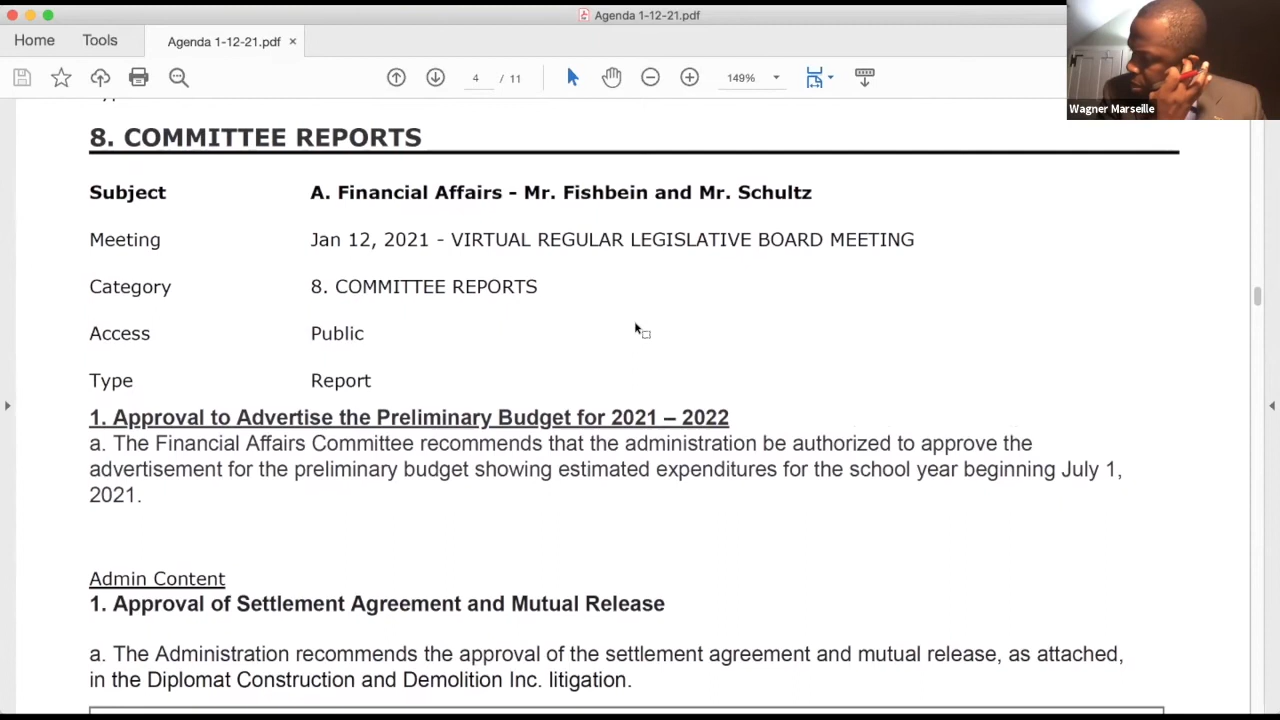 Agenda 1-12-21.pdf
Home
Tools
Agenda 1-12-21.pdf ×
4 / 11
149%
Wagner Marseille
8. COMMITTEE REPORTS
Subject A. Financial Affairs - Mr. Fishbein and Mr. Schultz
Meeting Jan 12, 2021 - VIRTUAL REGULAR LEGISLATIVE BOARD MEETING
Category 8. COMMITTEE REPORTS
Access Public
Type Report
1. Approval to Advertise the Preliminary Budget for 2021 – 2022
a. The Financial Affairs Committee recommends that the administration be authorized to approve the
advertisement for the preliminary budget showing estimated expenditures for the school year beginning July 1,
2021.
Admin Content
1. Approval of Settlement Agreement and Mutual Release
a. The Administration recommends the approval of the settlement agreement and mutual release, as attached,
in the Diplomat Construction and Demolition Inc. litigation.